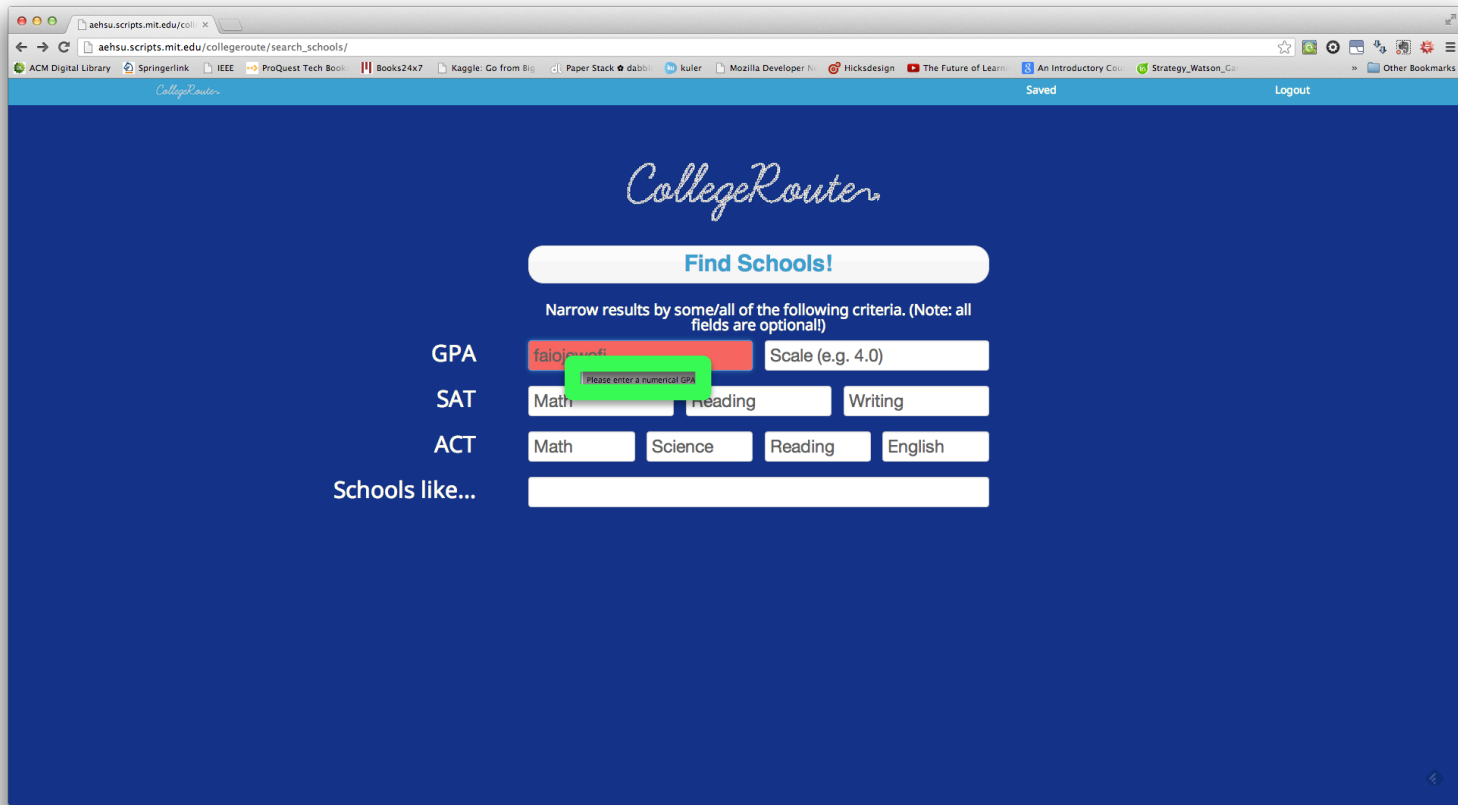 aehsu.scripts.mit.edu/coll
aehsu.scripts.mit.edu/collegeroute/search_schools/
ACM Digital Library Springerlink IEEE ProQuest Tech Book Books24x7 Kaggle: Go from Big Paper Stack ✿ dabbl kuler Mozilla Developer N Hicksdesign The Future of Learn An Introductory Cou Strategy_Watson_Ga » Other Bookmarks
CollegeRoute Saved Logout
CollegeRoute
Find Schools!
Narrow results by some/all of the following criteria. (Note: all
fields are optional!)
GPA Scale (e.g. 4.0)
Please enter a numerical GPA
SAT Math Reading Writing
ACT Math Science Reading English
Schools like...